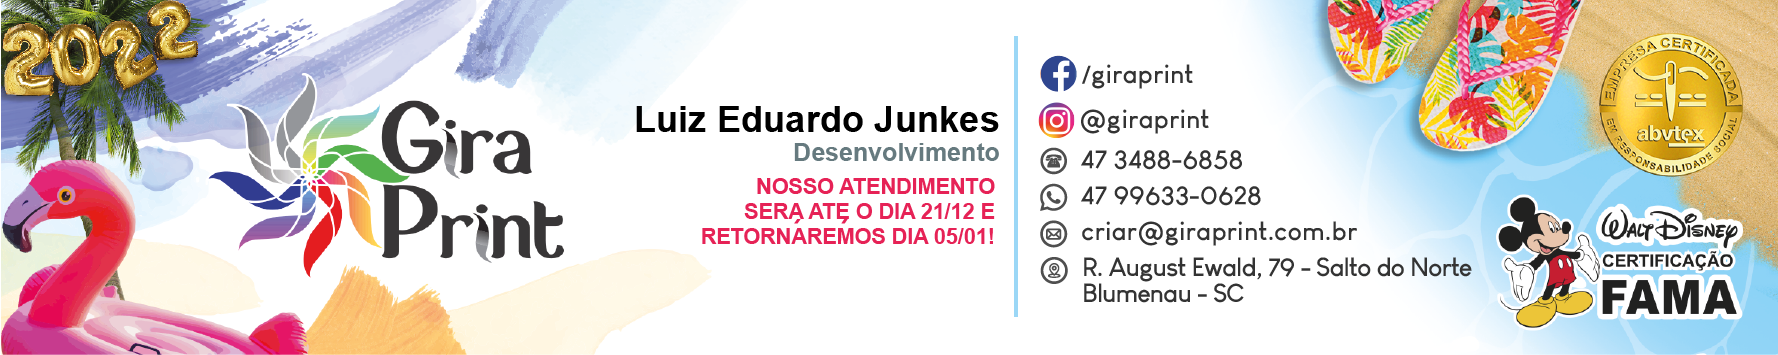 2022
Gira
Print
Luiz Eduardo Junkes
Desenvolvimento
NOSSO ATENDIMENTO
SERÁ ATÉ O DIA 21/12 E
RETORNAREMOS DIA 05/01!
/giraprint
@giraprint
47 3488-6858
47 99633-0628
criar@giraprint.com.br
R. August Ewald, 79 - Salto do Norte
Blumenau - SC
EMPRESA CERTIFICADA
abvtex
EM RESPONSABILIDADE SOCIAL
WALT DISNEY
CERTIFICAÇÃO
FAMA